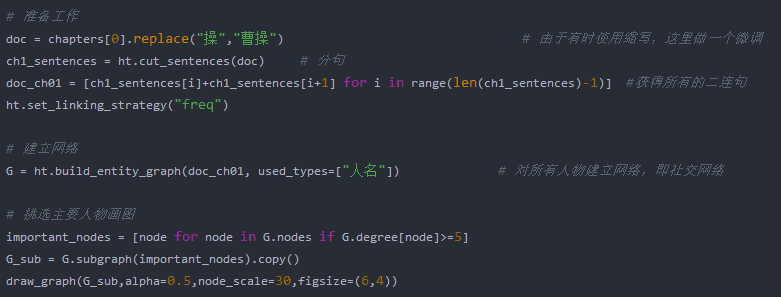 # 准备工作
doc = chapters[0].replace("操","曹操") # 由于有时使用缩写，这里做一个微调
ch1_sentences = ht.cut_sentences(doc) # 分句
doc_ch01 = [ch1_sentences[i]+ch1_sentences[i+1] for i in range(len(ch1_sentences)-1)] #获得所有的二连句
ht.set_linking_strategy("freq")
# 建立网络
G = ht.build_entity_graph(doc_ch01, used_types=["人名"]) # 对所有人物建立网络，即社交网络
# 挑选主要人物画图
important_nodes = [node for node in G.nodes if G.degree[node]>=5]
G_sub = G.subgraph(important_nodes).copy()
draw_graph(G_sub,alpha=0.5,node_scale=30,figsize=(6,4))